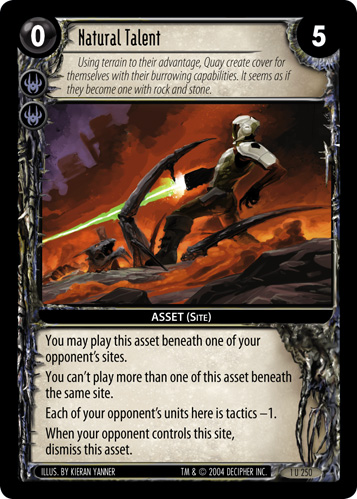 0 Natural Talent 5
Using terrain to their advantage, Quay create cover for
themselves with their burrowing capabilities. It seems as if
they become one with rock and stone.
ASSET (SITE)
You may play this asset beneath one of your
opponent's sites.
You can't play more than one of this asset beneath
the same site.
Each of your opponent's units here is tactics –1.
When your opponent controls this site,
dismiss this asset.
ILLUS. BY KIERAN YANNER TM & © 2004 DECIPHER INC. 1 U 250